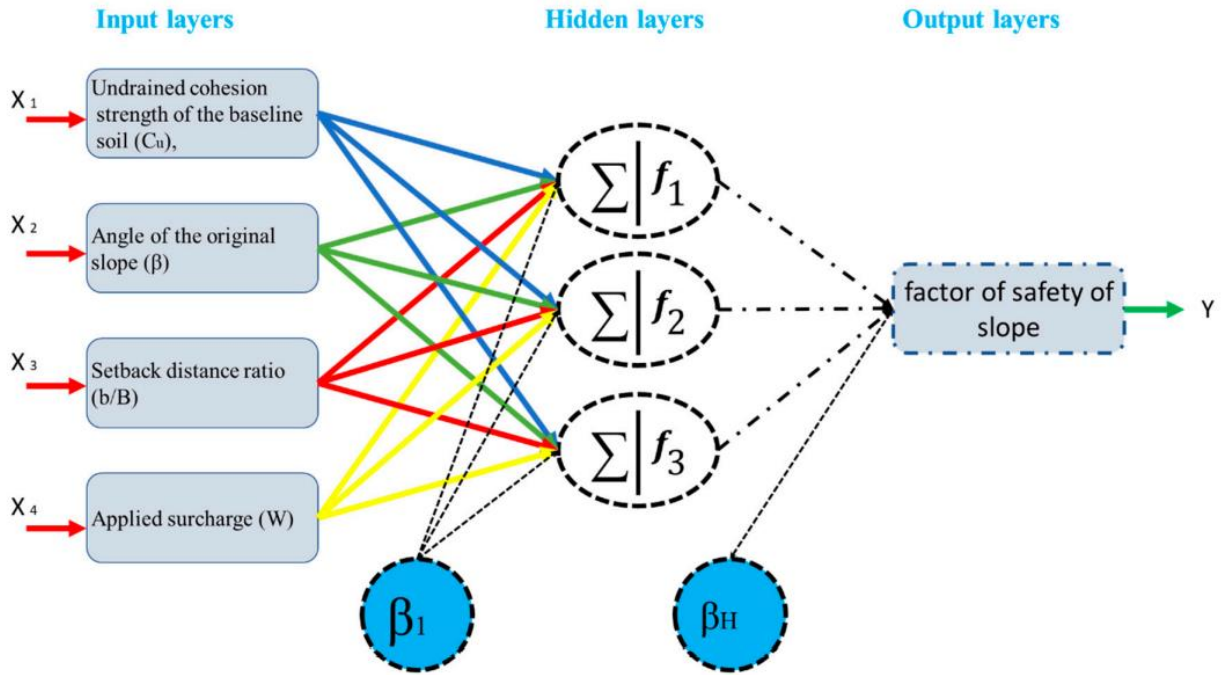 Input layers
Hidden layers
Output layers
X 1
Undrained cohesion
strength of the baseline
soil (Cu),
X 2
Angle of the original
slope (β)
X 3
Setback distance ratio
(b/B)
X 4
Applied surcharge (W)
∑ f1
∑ f2
∑ f3
factor of safety of
slope
Y
β1
βH